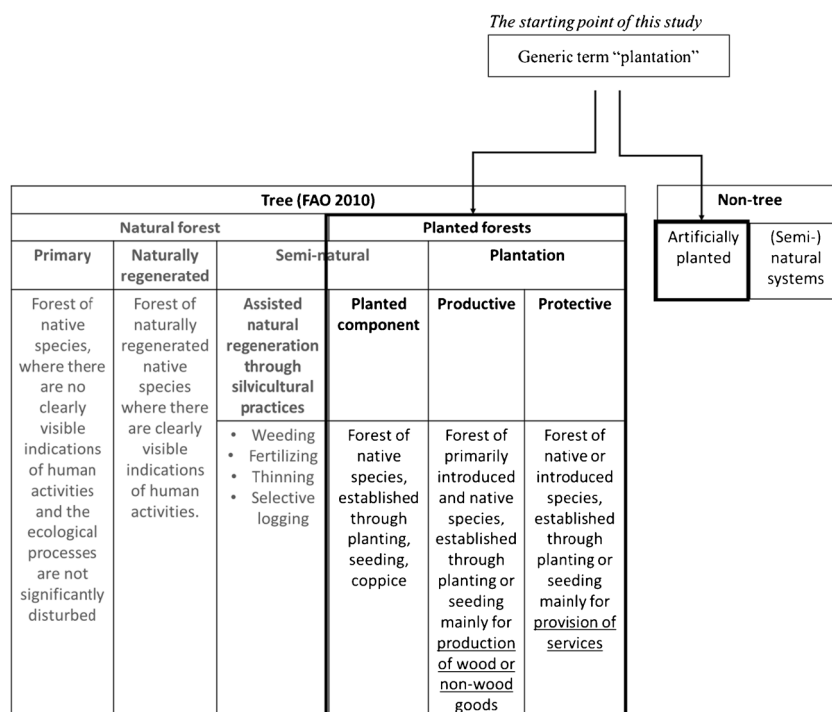 The starting point of this study
Generic term “plantation”
Tree (FAO 2010)
Non-tree
Natural forest
Planted forests
Artificially
planted
(Semi-)
natural
systems
Primary
Naturally
regenerated
Semi-natural
Plantation
Forest of
native
species,
where there
are no
clearly
visible
indications
of human
activities
and the
ecological
processes
are not
significantly
disturbed
Forest of
naturally
regenerated
native
species
where there
are clearly
visible
indications
of human
activities.
Assisted
natural
regeneration
through
silvicultural
practices
• Weeding
• Fertilizing
• Thinning
• Selective
logging
Planted
component
Forest of
native
species,
established
through
planting,
seeding,
coppice
Productive
Forest of
primarily
introduced
and native
species,
established
through
planting or
seeding
mainly for
production
of wood or
non-wood
goods
Protective
Forest of
native or
introduced
species,
established
through
planting or
seeding
mainly for
provision of
services